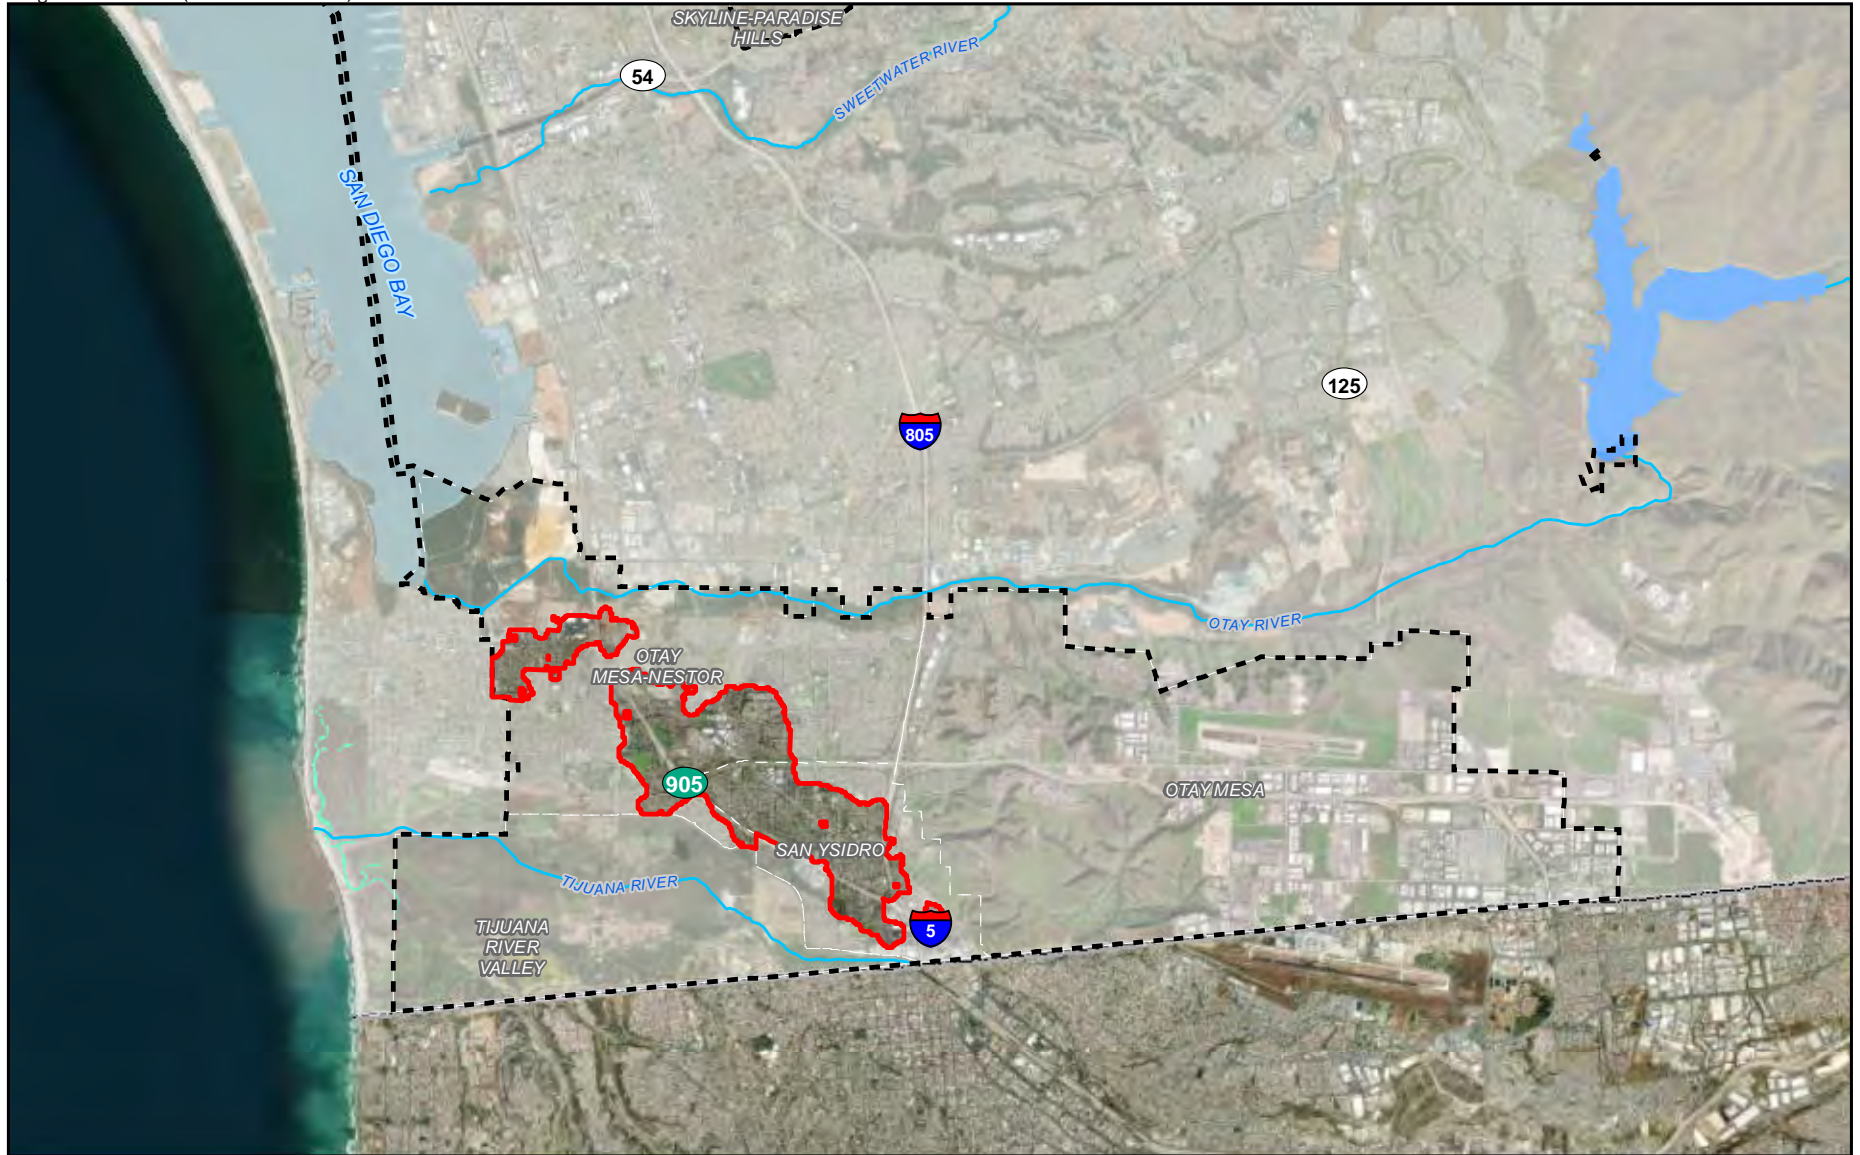 SKYLINE-PARADISE
HILLS
54
SWEETWATER RIVER
SAN DIEGO BAY
125
805
OTAY RIVER
OTAY
MESA-NESTOR
905
OTAY MESA
SAN YSIDRO
TIJUANA RIVER
5
TIJUANA
RIVER
VALLEY